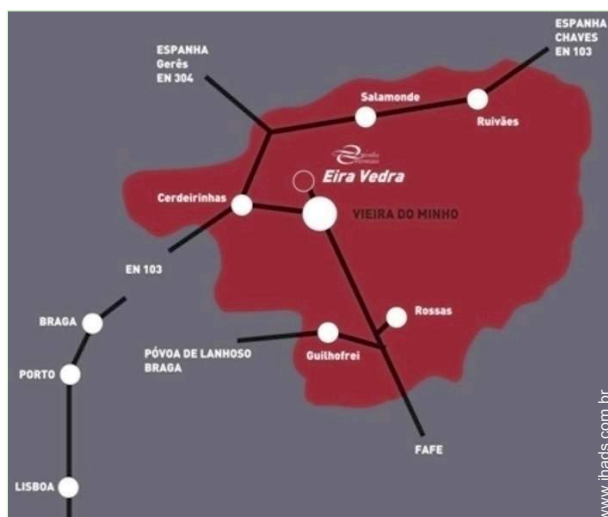 ESPANHA
CHAVES
EN 103
ESPANHA
Gerês
EN 304
Salamonde
Ruivães
Eira Vedra
Cerdeirinhas
VIEIRA DO MINHO
EN 103
BRAGA
Rossas
PÓVOA DE LANHOSO
BRAGA
Guilhofrei
PORTO
FAFE
LISBOA
www.jbads.com.br